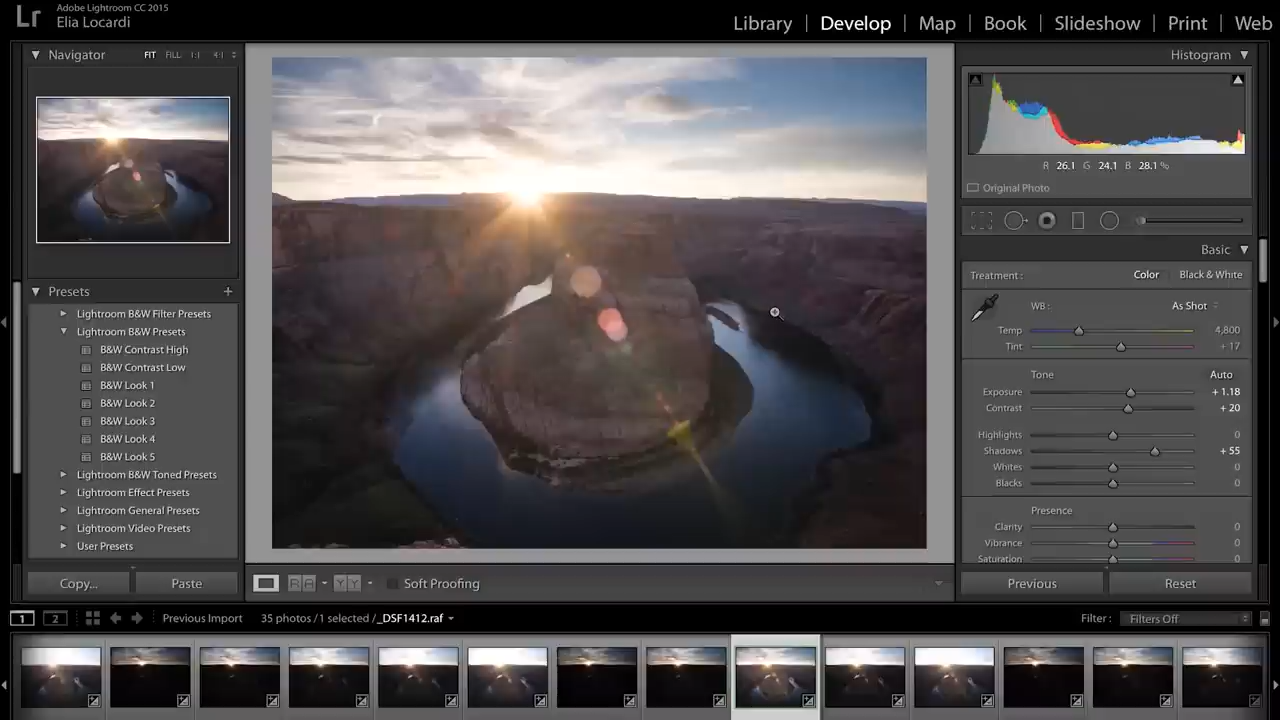 Lr
Adobe Lightroom CC 2015
Elia Locardi
Library | Develop | Map | Book | Slideshow | Print | Web
Navigator FIT FILL 1:1 4:1
Presets +
Lightroom B&W Filter Presets
Lightroom B&W Presets
B&W Contrast High
B&W Contrast Low
B&W Look 1
B&W Look 2
B&W Look 3
B&W Look 4
B&W Look 5
Lightroom B&W Toned Presets
Lightroom Effect Presets
Lightroom General Presets
Lightroom Video Presets
User Presets
Copy... Paste
Soft Proofing
Histogram
R 26.1 G 24.1 B 28.1 %
Original Photo
Basic
Treatment : Color Black & White
WB : As Shot
Temp 4,800
Tint + 17
Tone Auto
Exposure + 1.18
Contrast + 20
Highlights 0
Shadows + 55
Whites 0
Blacks 0
Presence
Clarity 0
Vibrance 0
Saturation 0
Previous Reset
1 2 Previous Import 35 photos / 1 selected / _DSF1412.raf Filter : Filters Off